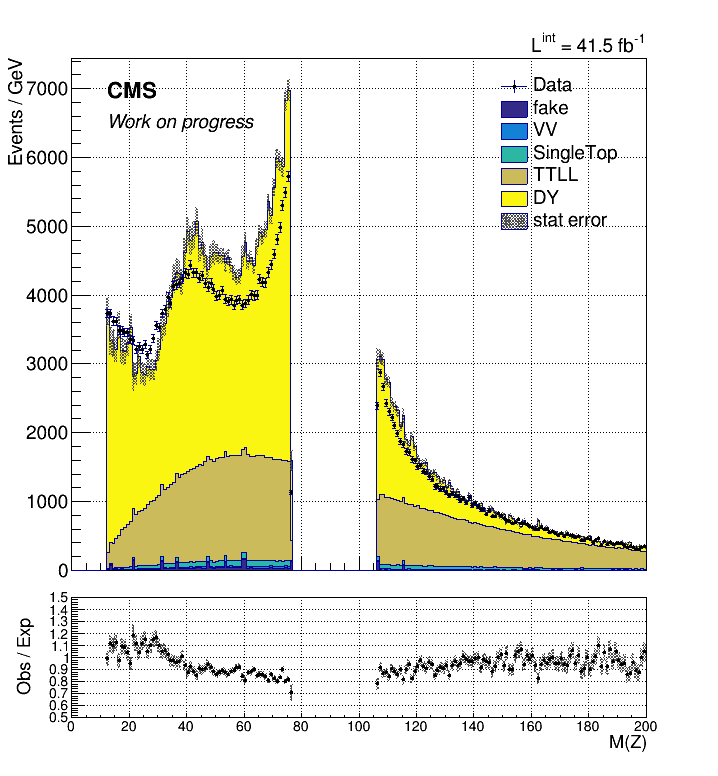 L^int = 41.5 fb^-1
Events / GeV
7000
6000
5000
4000
3000
2000
1000
0
CMS
Work on progress
Data
fake
VV
SingleTop
TTLL
DY
stat error
Obs / Exp
1.5
1.4
1.3
1.2
1.1
1
0.9
0.8
0.7
0.6
0.5
0 20 40 60 80 100 120 140 160 180 200
M(Z)